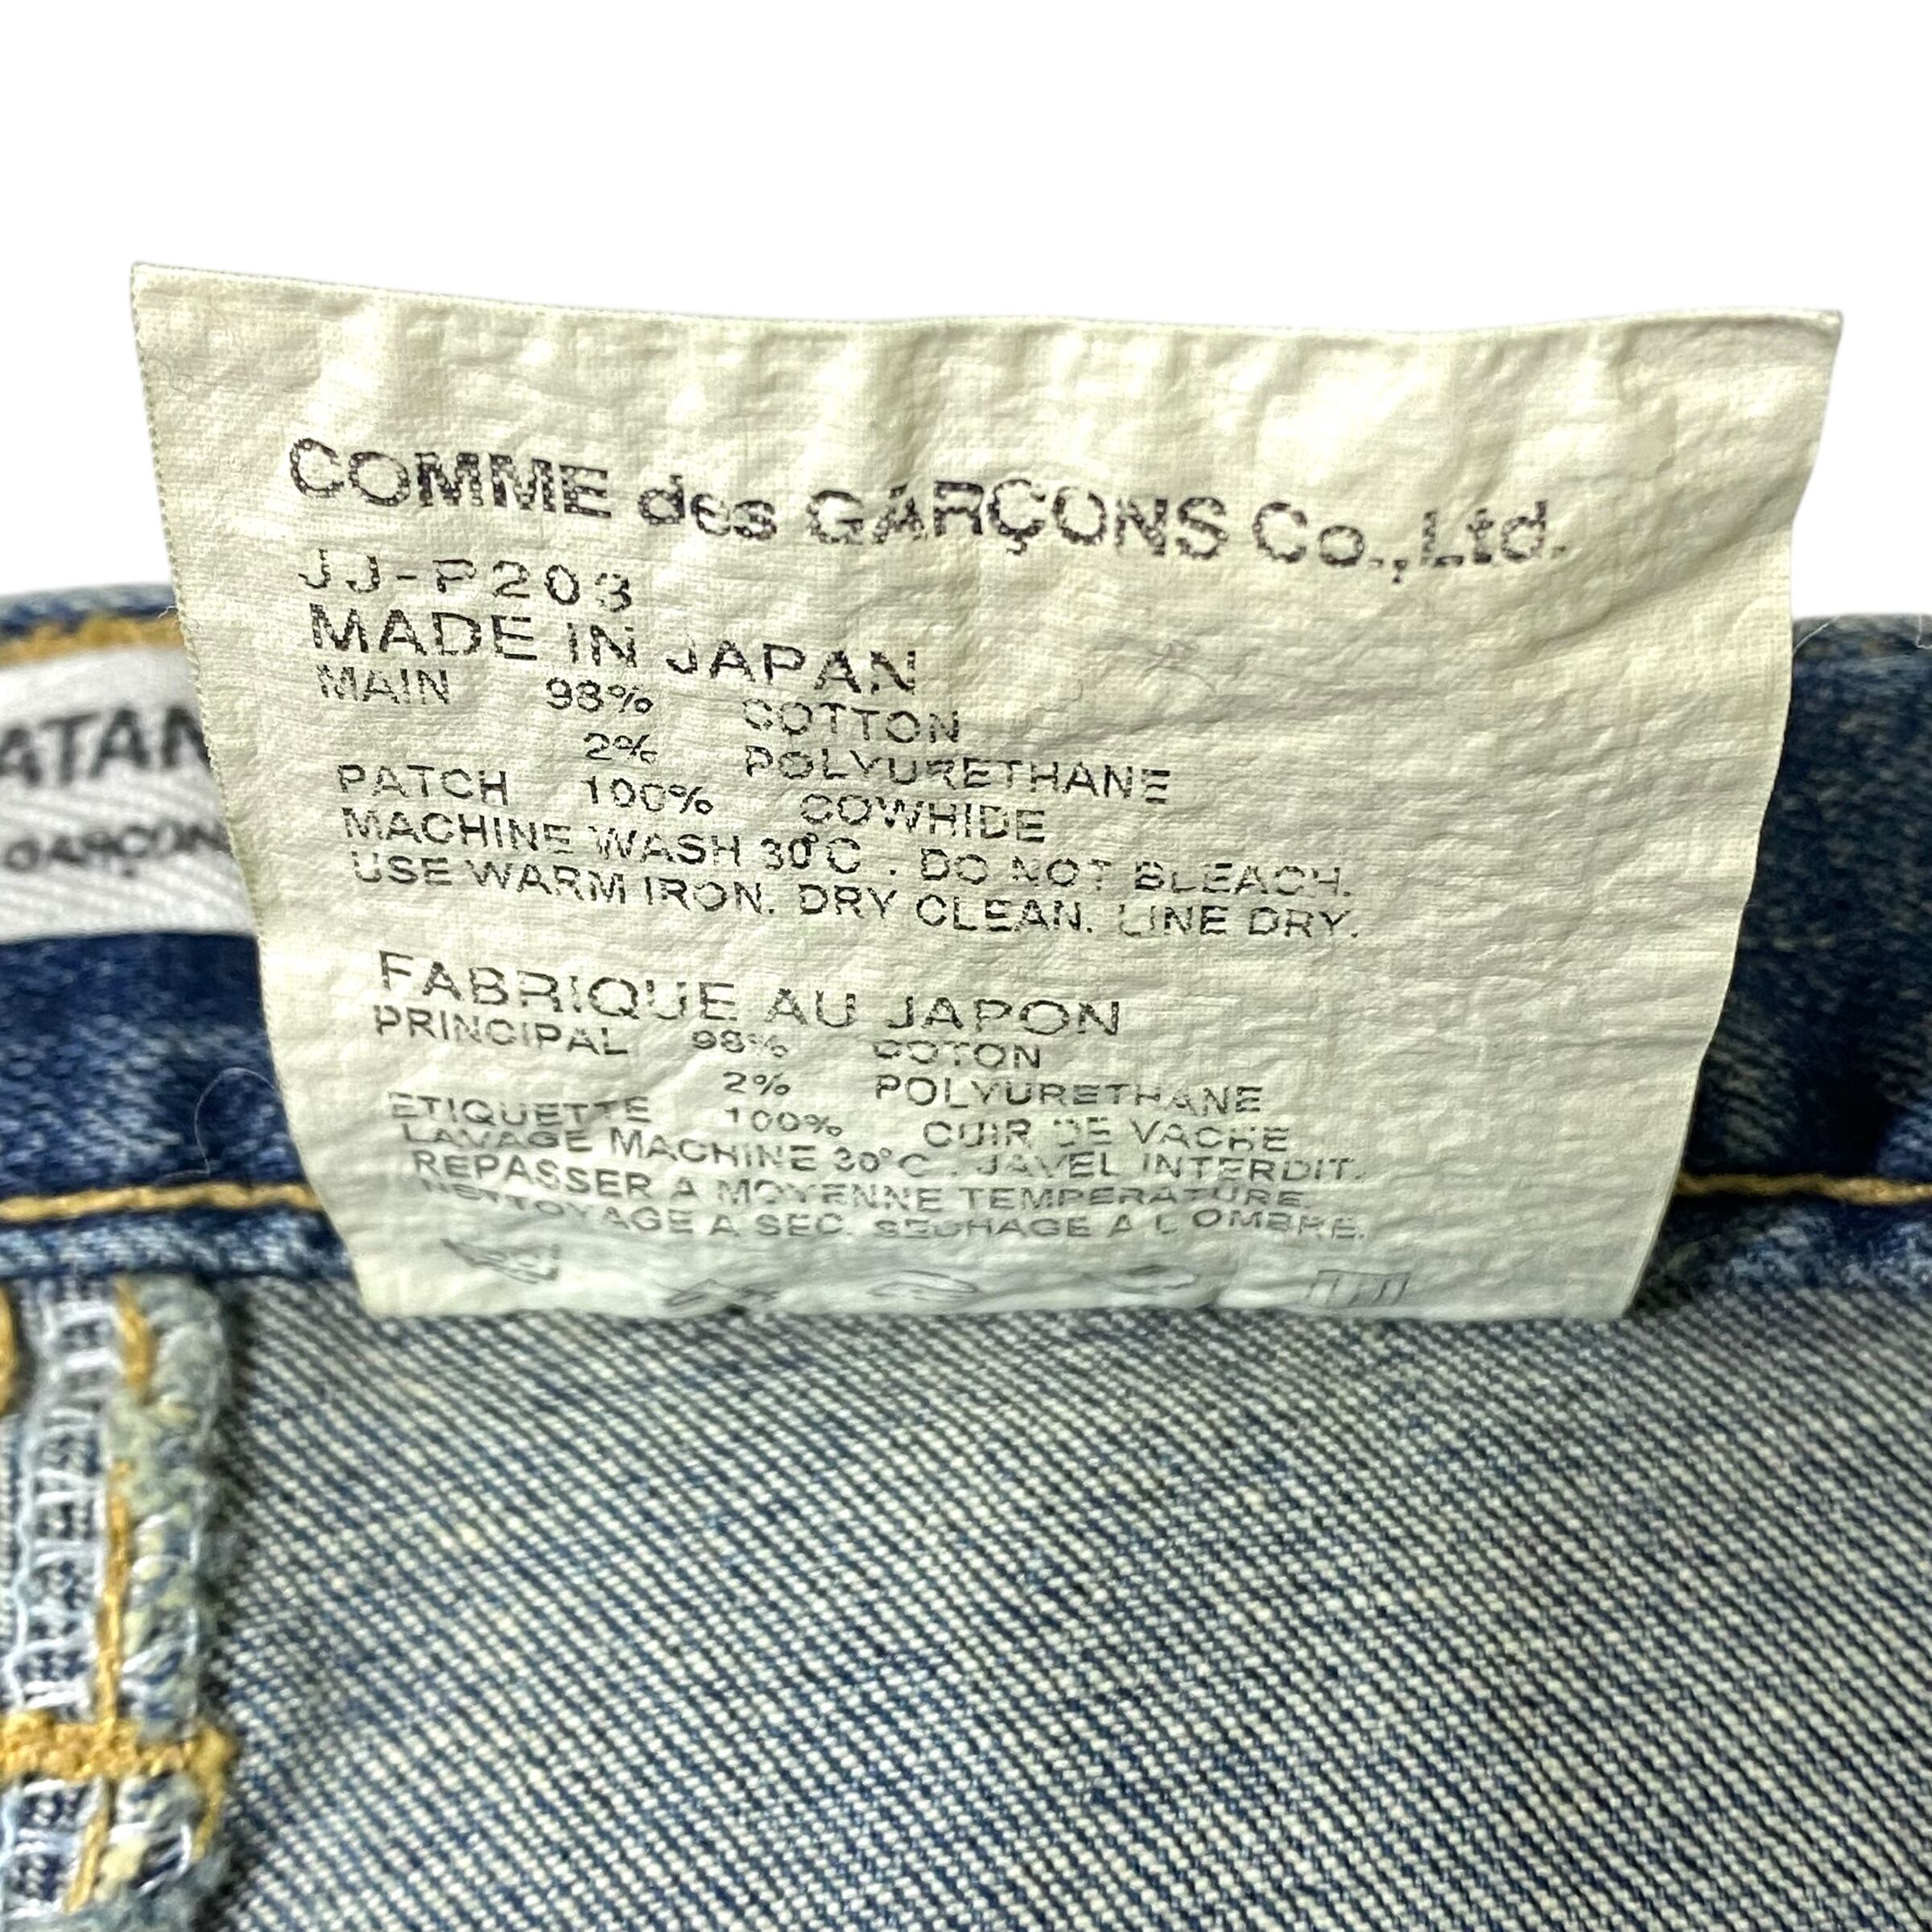 COMME des GARÇONS Co.,Ltd.
JJ-P203
MADE IN JAPAN
MAIN 98% COTTON
2% POLYURETHANE
PATCH 100% COWHIDE
MACHINE WASH 30°C . DO NOT BLEACH.
USE WARM IRON. DRY CLEAN. LINE DRY.
FABRIQUE AU JAPON
PRINCIPAL 98% COTON
2% POLYURETHANE
ETIQUETTE 100% CUIR DE VACHE
LAVAGE MACHINE 30°C . JAVEL INTERDIT.
REPASSER A MOYENNE TEMPERATURE.
NETTOYAGE A SEC. SECHAGE A L OMBRE.
ATAN
GARÇON